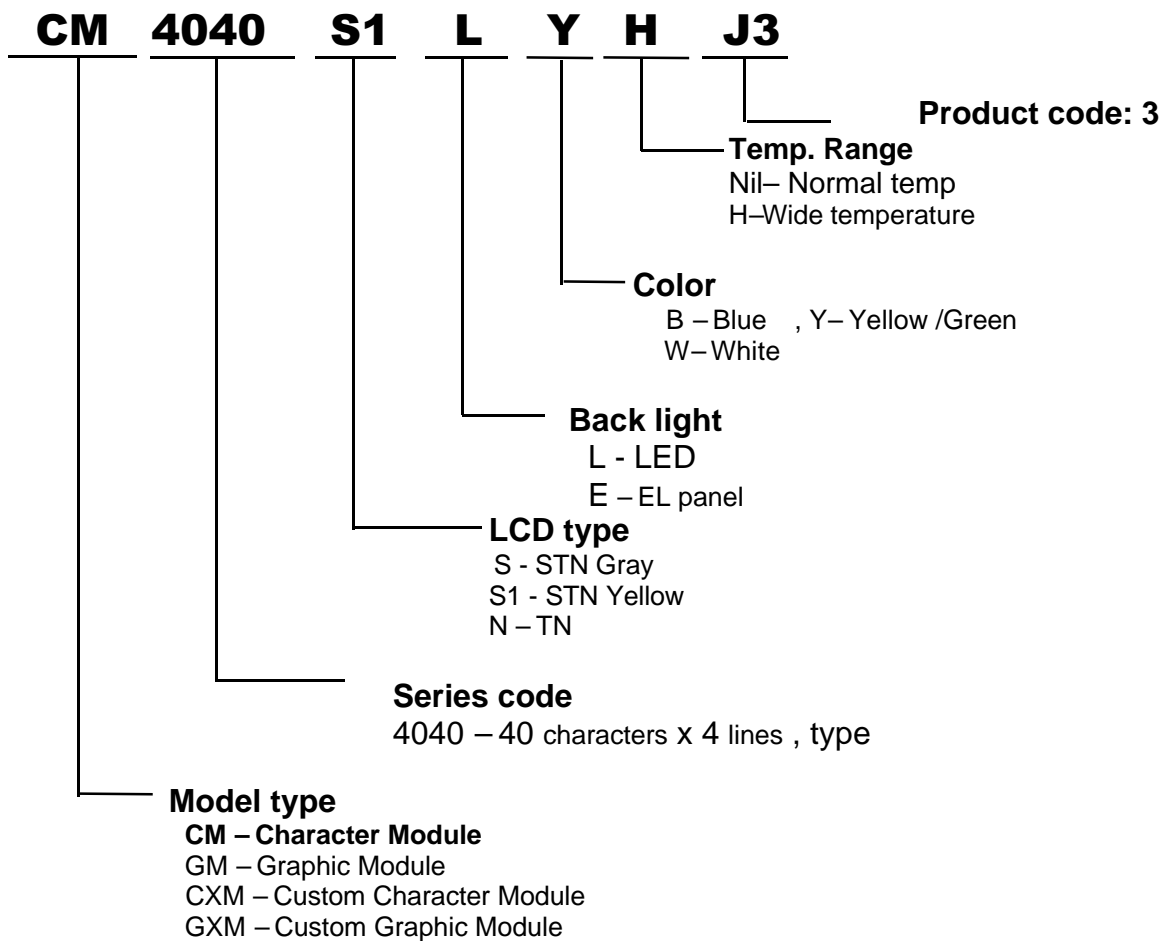 CM 4040 S1 L Y H J3
Product code: 3
Temp. Range
Nil– Normal temp
H–Wide temperature
Color
B – Blue , Y– Yellow /Green
W– White
Back light
L - LED
E – EL panel
LCD type
S - STN Gray
S1 - STN Yellow
N – TN
Series code
4040 – 40 characters x 4 lines , type
Model type
CM – Character Module
GM – Graphic Module
CXM – Custom Character Module
GXM – Custom Graphic Module